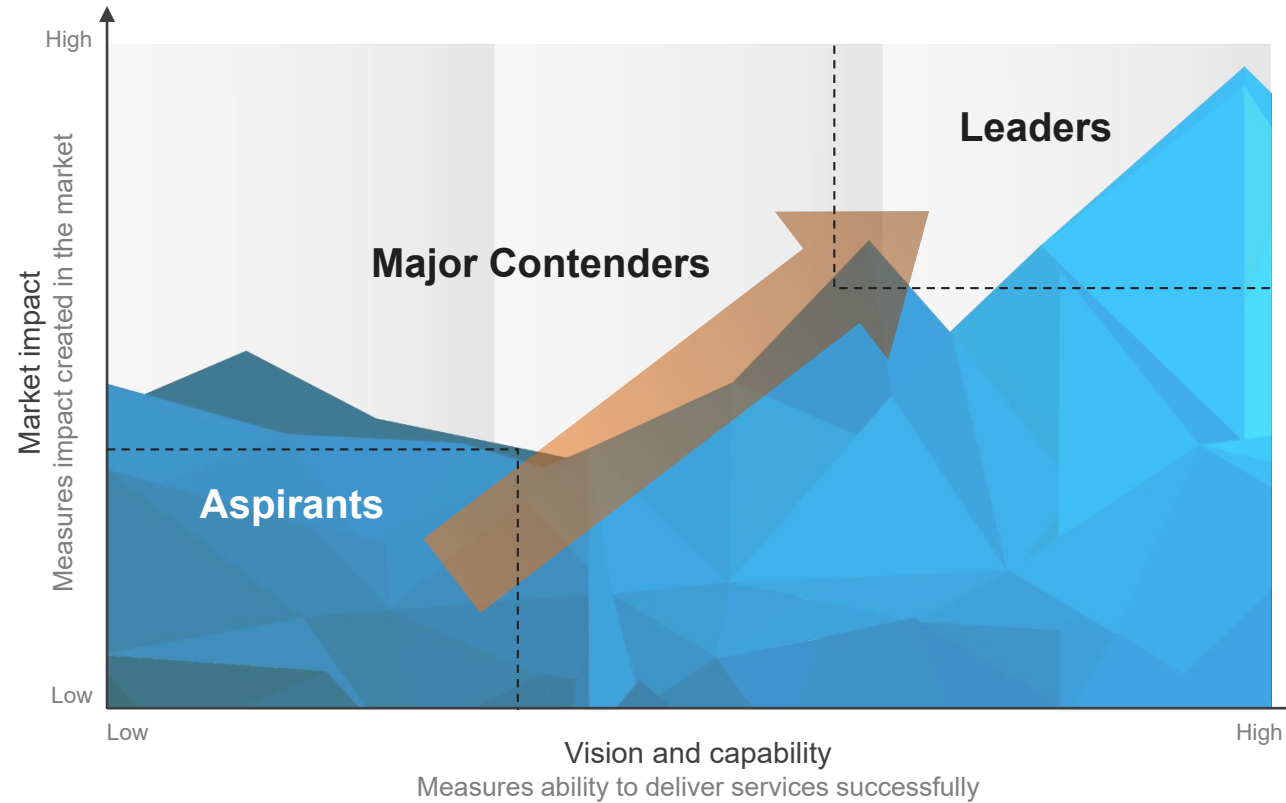 High
Leaders
Major Contenders
Market impact
Measures impact created in the market
Aspirants
Low
Low
High
Vision and capability
Measures ability to deliver services successfully